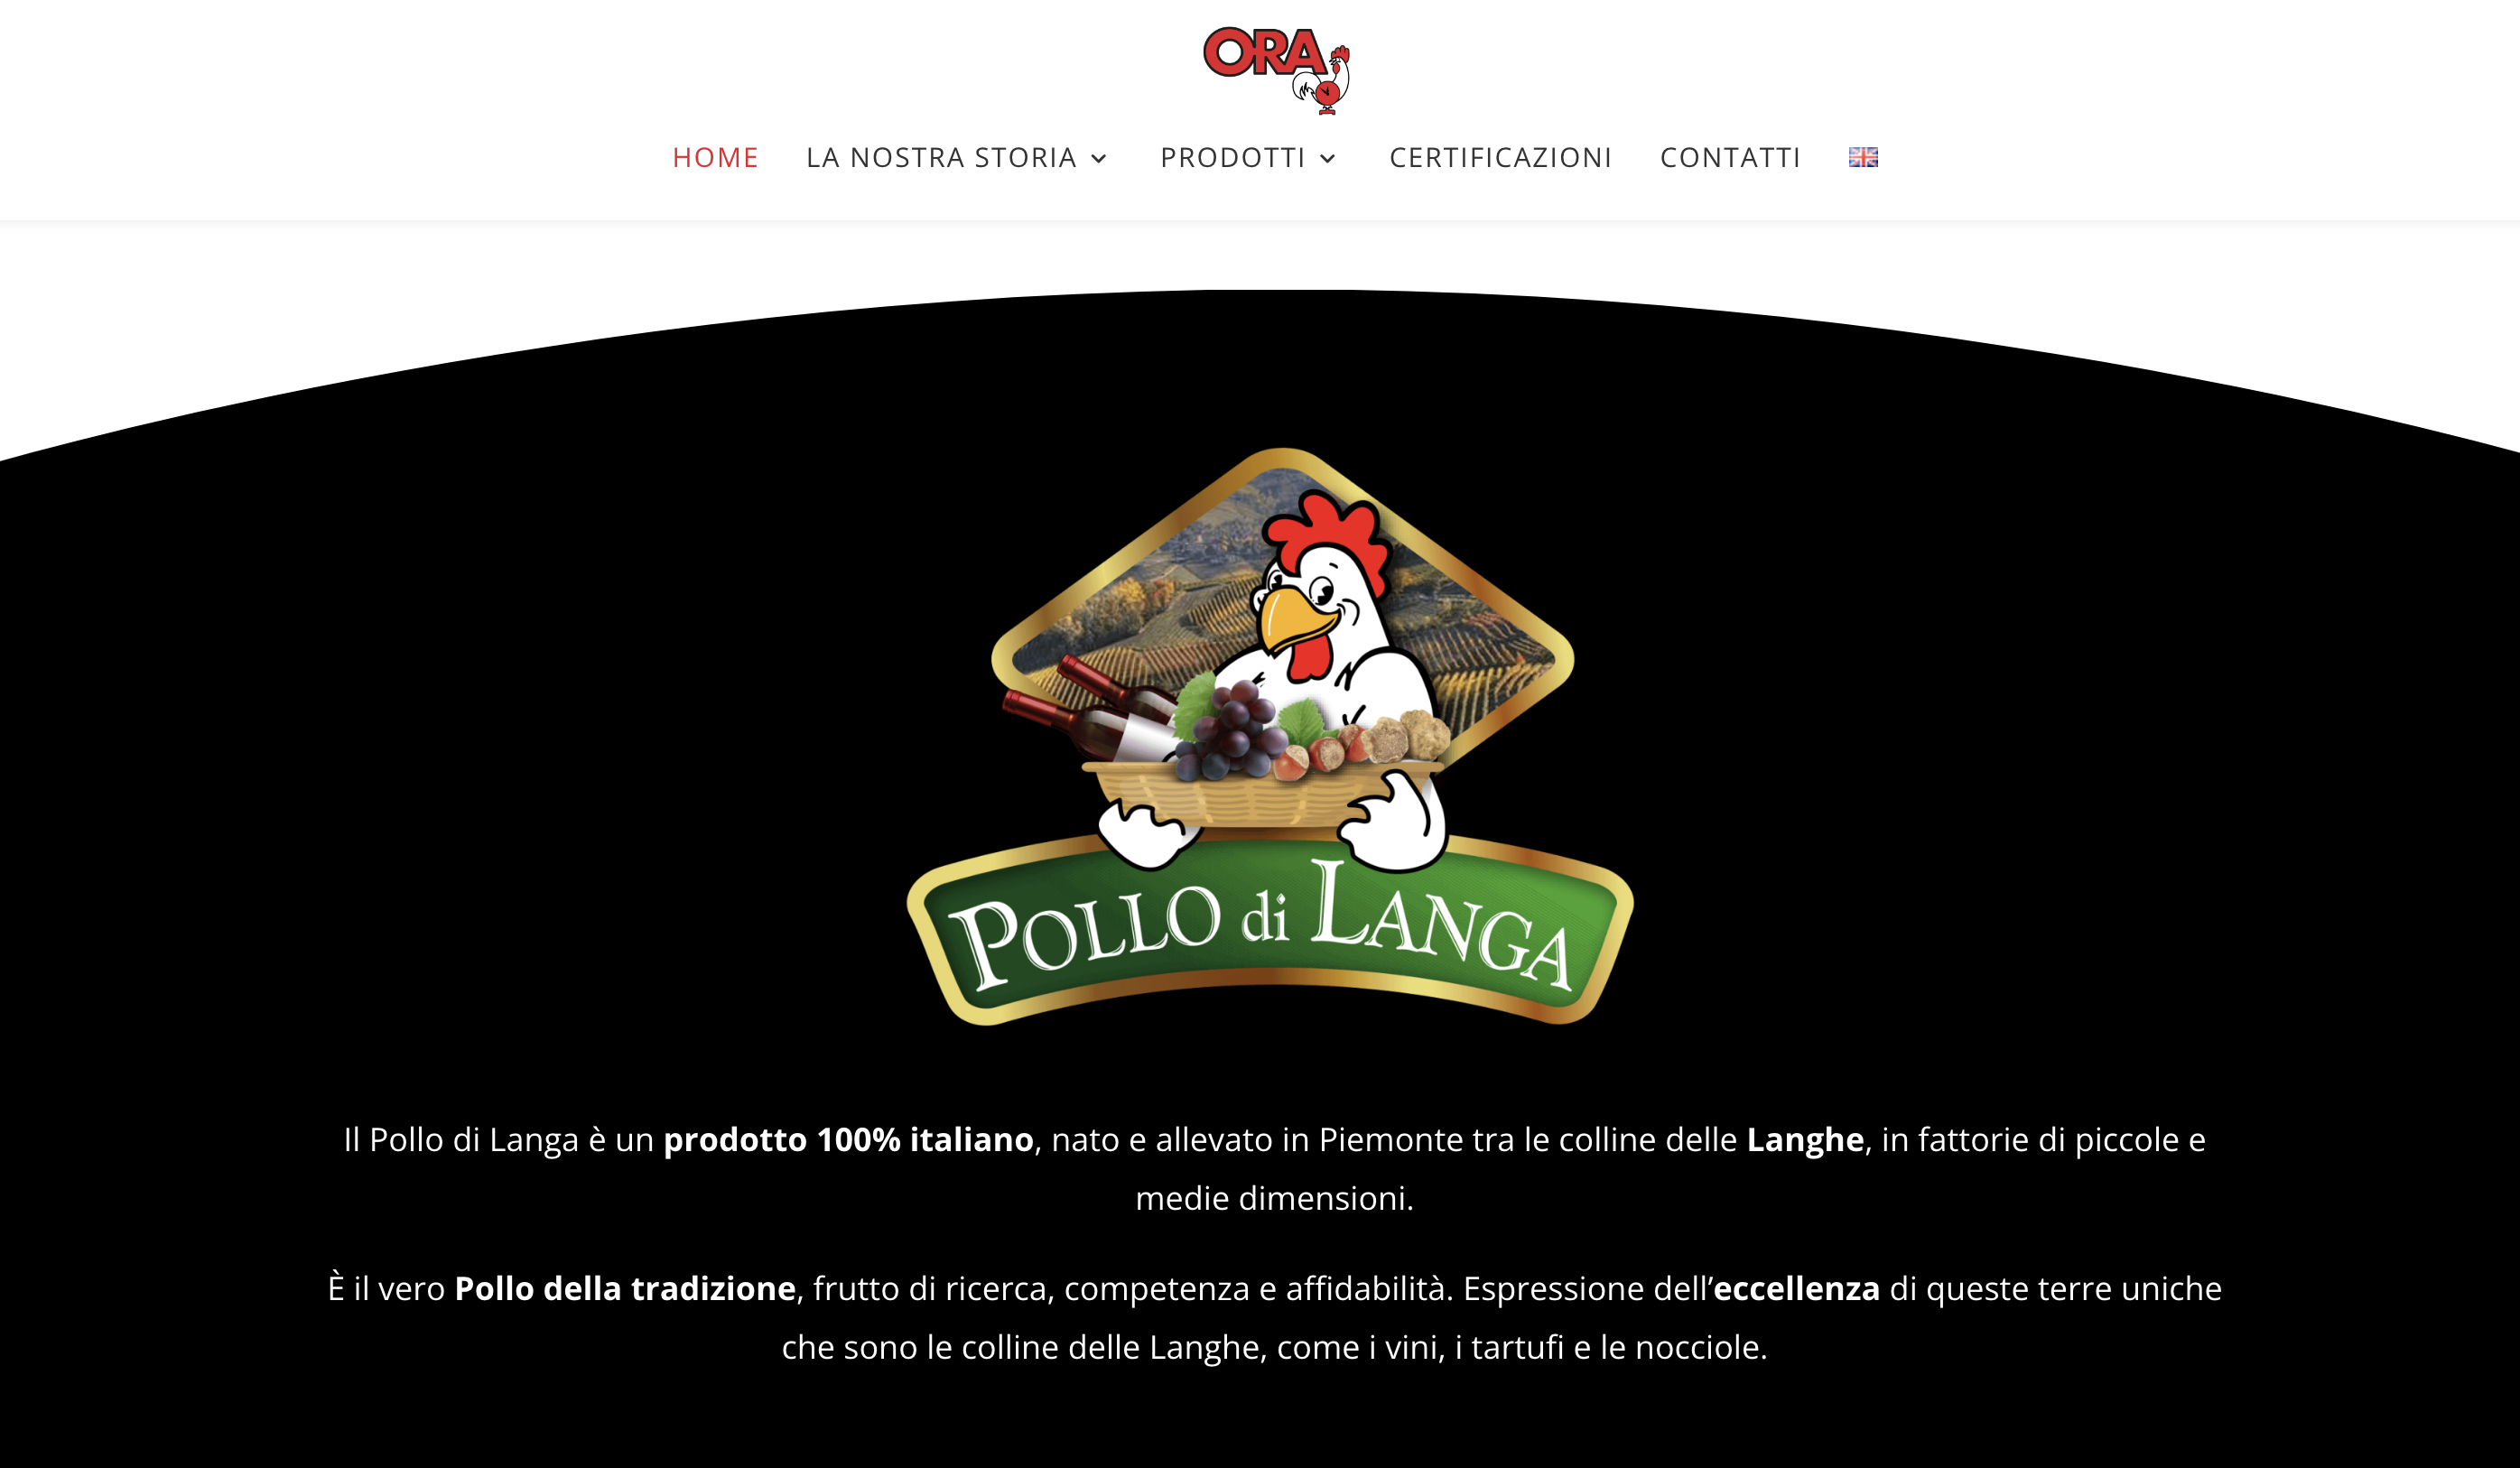 ORA
HOME LA NOSTRA STORIA PRODOTTI CERTIFICAZIONI CONTATTI
POLLO di LANGA
Il Pollo di Langa è un prodotto 100% italiano, nato e allevato in Piemonte tra le colline delle Langhe, in fattorie di piccole e
medie dimensioni.
È il vero Pollo della tradizione, frutto di ricerca, competenza e affidabilità. Espressione dell’eccellenza di queste terre uniche
che sono le colline delle Langhe, come i vini, i tartufi e le nocciole.